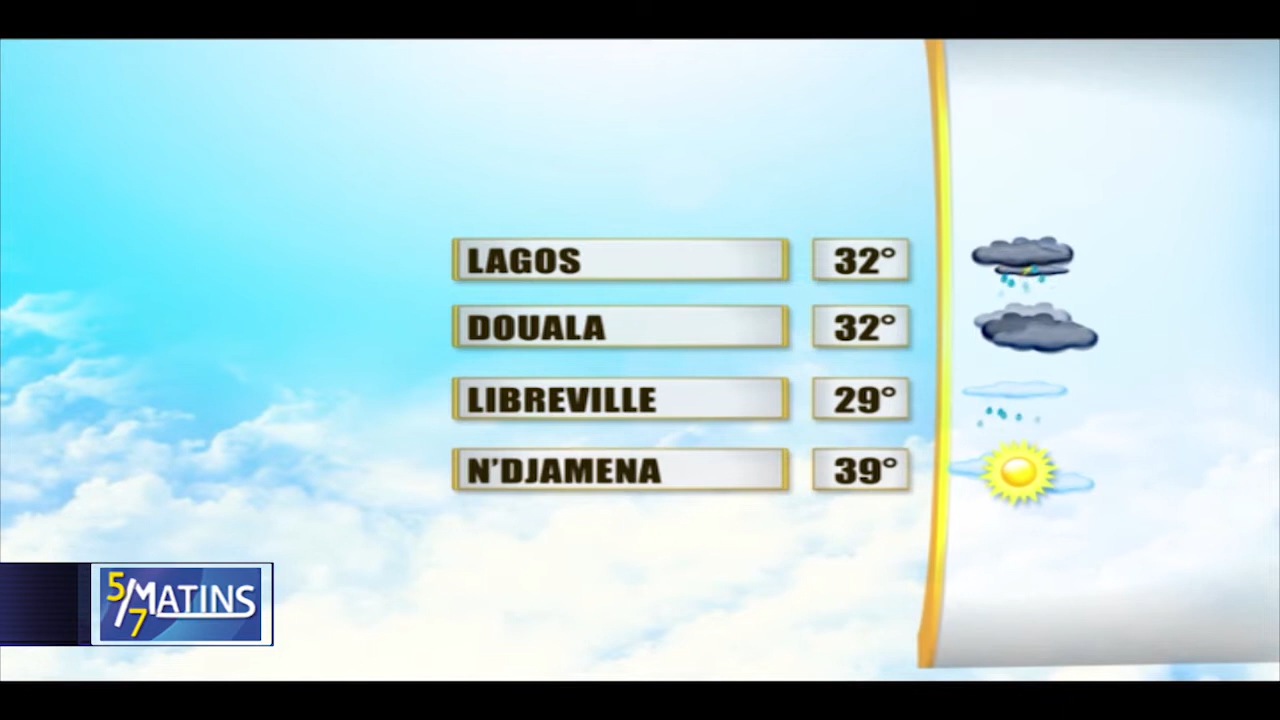 LAGOS 32°
DOUALA 32°
LIBREVILLE 29°
N'DJAMENA 39°
5/7 MATINS